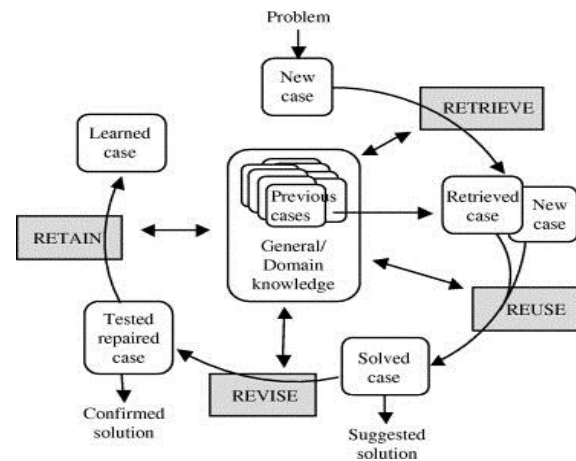 Problem
New
case
RETRIEVE
Learned
case
Previous
cases
Retrieved
case
New
case
RETAIN
General/
Domain
knowledge
REUSE
Tested
repaired
case
Solved
case
REVISE
Confirmed
solution
Suggested
solution